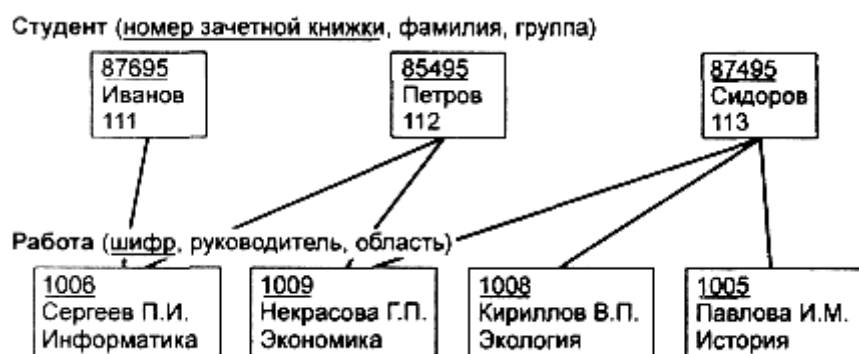 Студент (номер зачетной книжки, фамилия, группа)
87695
Иванов
111
85495
Петров
112
87495
Сидоров
113
Работа (шифр, руководитель, область)
1006
Сергеев П.И.
Информатика
1009
Некрасова Г.П.
Экономика
1008
Кириллов В.П.
Экология
1005
Павлова И.М.
История